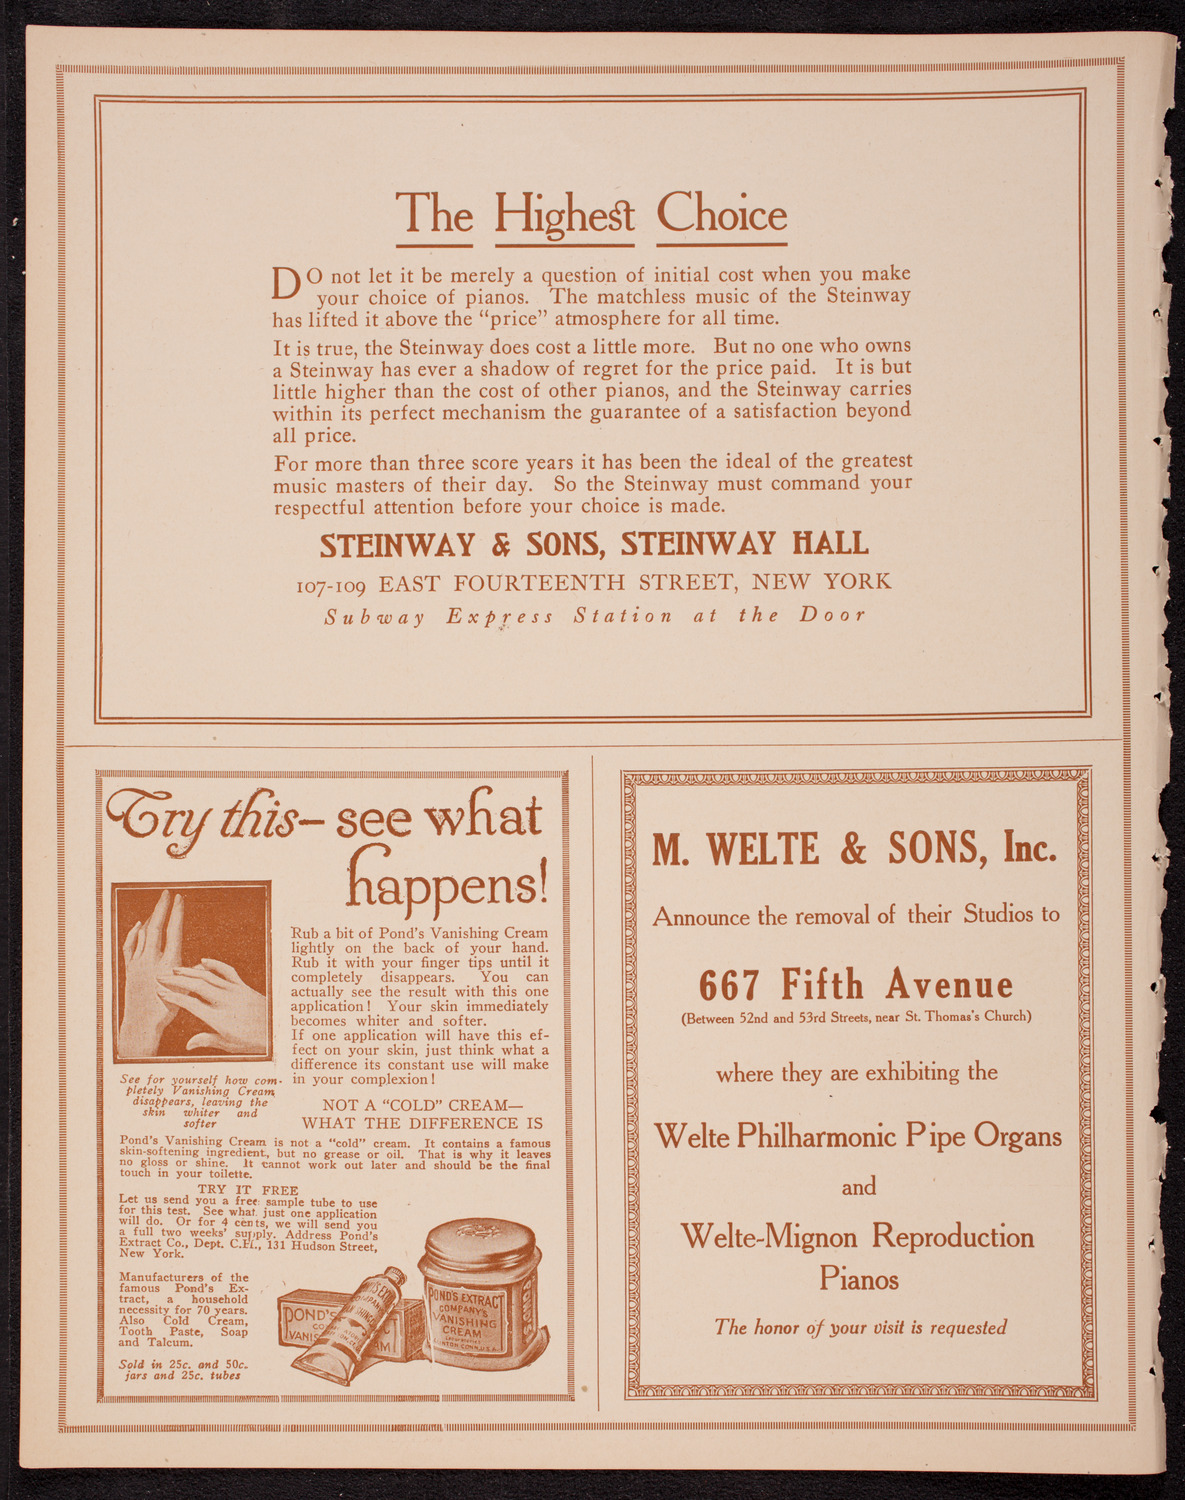 The Highest Choice
DO not let it be merely a question of initial cost when you make
your choice of pianos. The matchless music of the Steinway
has lifted it above the "price" atmosphere for all time.
It is true, the Steinway does cost a little more. But no one who owns
a Steinway has ever a shadow of regret for the price paid. It is but
little higher than the cost of other pianos, and the Steinway carries
within its perfect mechanism the guarantee of a satisfaction beyond
all price.
For more than three score years it has been the ideal of the greatest
music masters of their day. So the Steinway must command your
respectful attention before your choice is made.
STEINWAY & SONS, STEINWAY HALL
107-109 EAST FOURTEENTH STREET, NEW YORK
Subway Express Station at the Door
Try this—see what
happens!
Rub a bit of Pond's Vanishing Cream
lightly on the back of your hand.
Rub it with your finger tips until it
completely disappears. You can
actually see the result with this one
application! Your skin immediately
becomes whiter and softer.
If one application will have this ef-
fect on your skin, just think what a
difference its constant use will make
in your complexion!
See for yourself how com-
pletely Vanishing Cream
disappears, leaving the
skin whiter and
softer
NOT A "COLD" CREAM—
WHAT THE DIFFERENCE IS
Pond's Vanishing Cream is not a "cold" cream. It contains a famous
skin-softening ingredient, but no grease or oil. That is why it leaves
no gloss or shine. It cannot work out later and should be the final
touch in your toilette.
TRY IT FREE
Let us send you a free sample tube to use
for this test. See what just one application
will do. Or for 4 cents, we will send you
a full two weeks' supply. Address Pond's
Extract Co., Dept. C.H., 131 Hudson Street,
New York.
Manufacturers of the
famous Pond's Ex-
tract, a household
necessity for 70 years.
Also Cold Cream,
Tooth Paste, Soap
and Talcum.
Sold in 25c. and 50c.
jars and 25c. tubes
POND'S
CO
VANIS
AM
POND'S EXTRACT
COMPANY'S
VANISHING
CREAM
M. WELTE & SONS, Inc.
Announce the removal of their Studios to
667 Fifth Avenue
(Between 52nd and 53rd Streets, near St. Thomas's Church)
where they are exhibiting the
Welte Philharmonic Pipe Organs
and
Welte-Mignon Reproduction
Pianos
The honor of your visit is requested